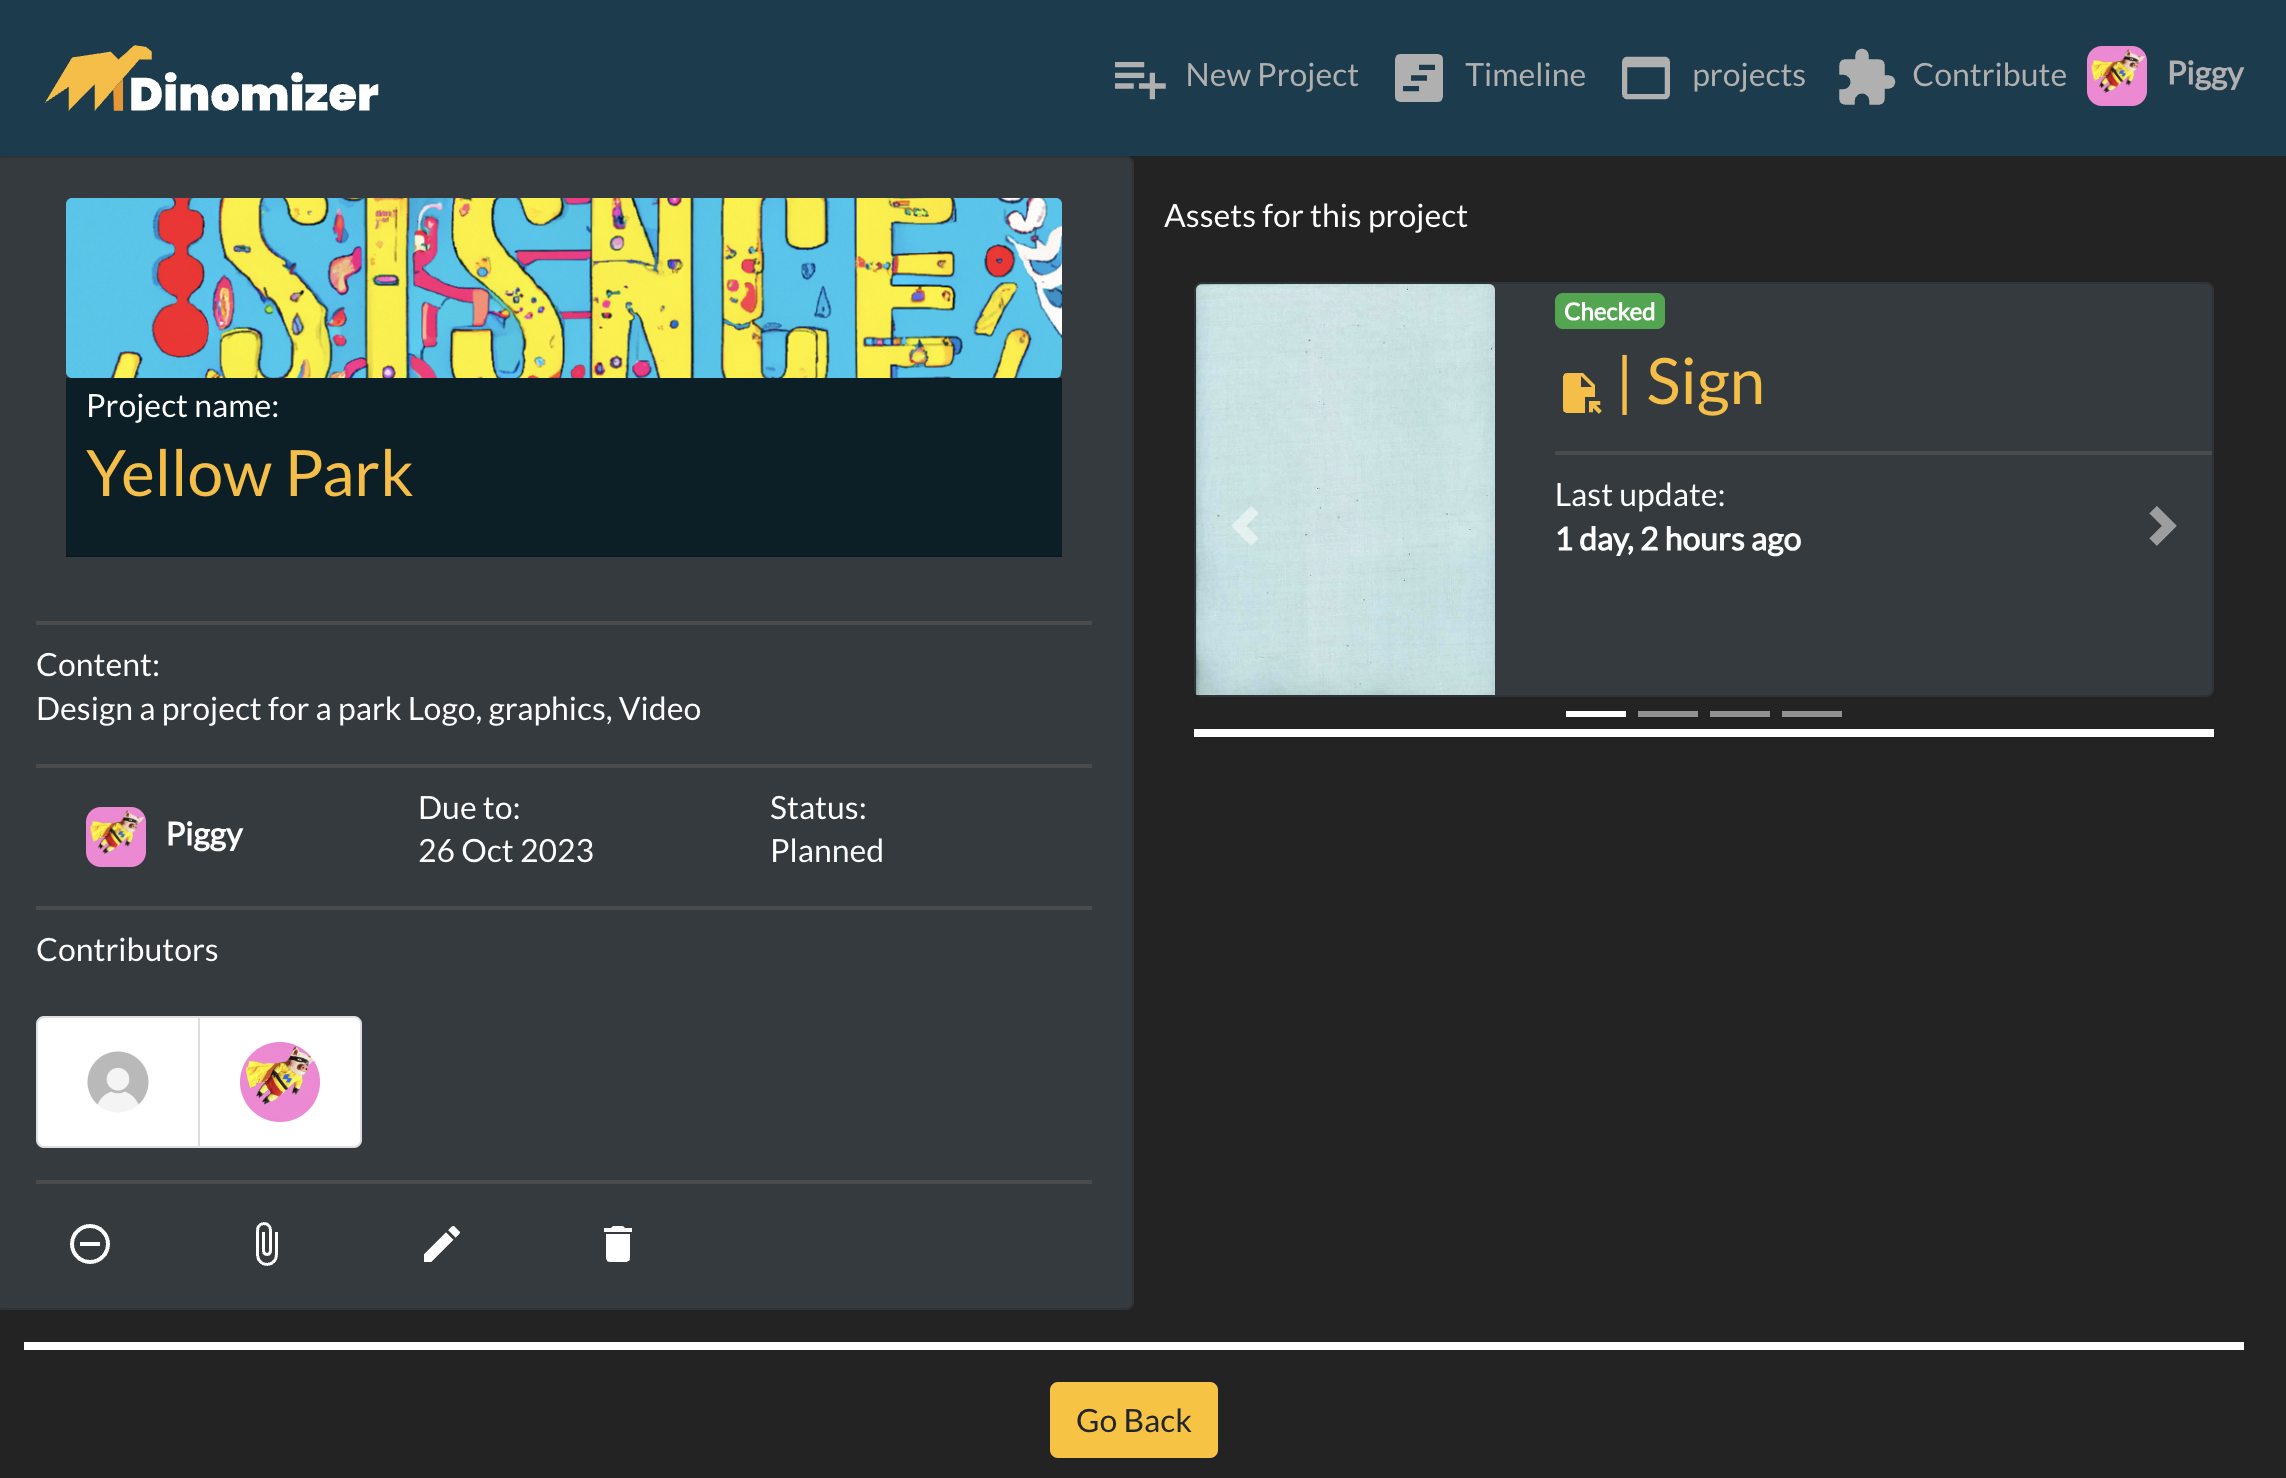 Dinomizer
New Project
Timeline
projects
Contribute
Piggy
SISNCE
Project name:
Yellow Park
Content:
Design a project for a park Logo, graphics, Video
Piggy
Due to:
26 Oct 2023
Status:
Planned
Contributors
Assets for this project
Checked
| Sign
Last update:
1 day, 2 hours ago
Go Back